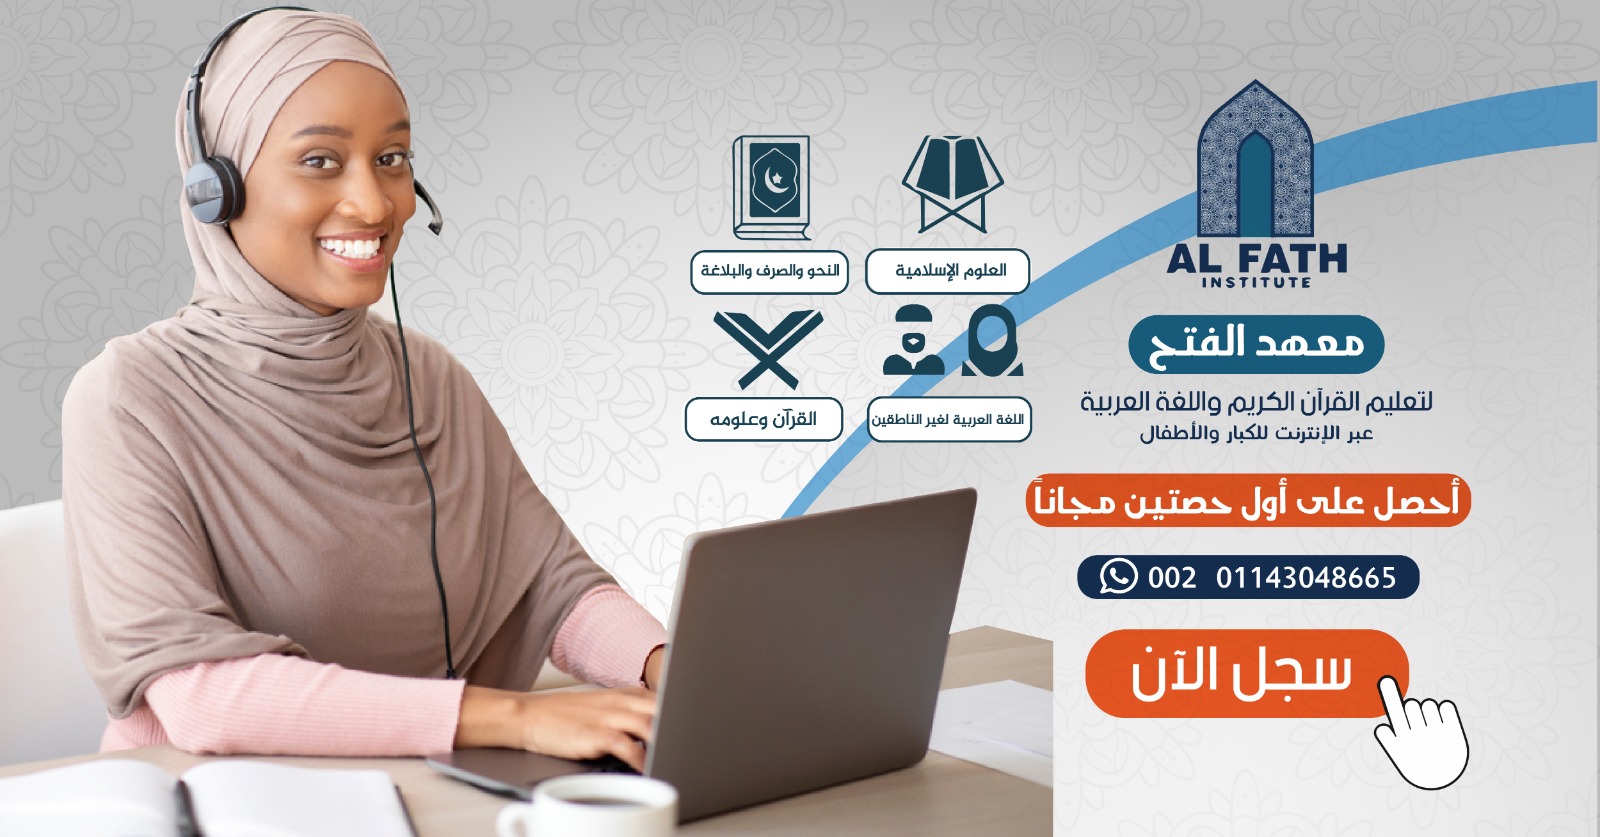 AL FATH
INSTITUTE
معهد الفتح
لتعليم القرآن الكريم واللغة العربية
عبر الإنترنت للكبار والأطفال
أحصل على أول حصتين مجاناً
002 01143048665
سجل الآن
العلوم الإسلامية
النحو والصرف والبلاغة
اللغة العربية لغير الناطقين
القرآن وعلومه